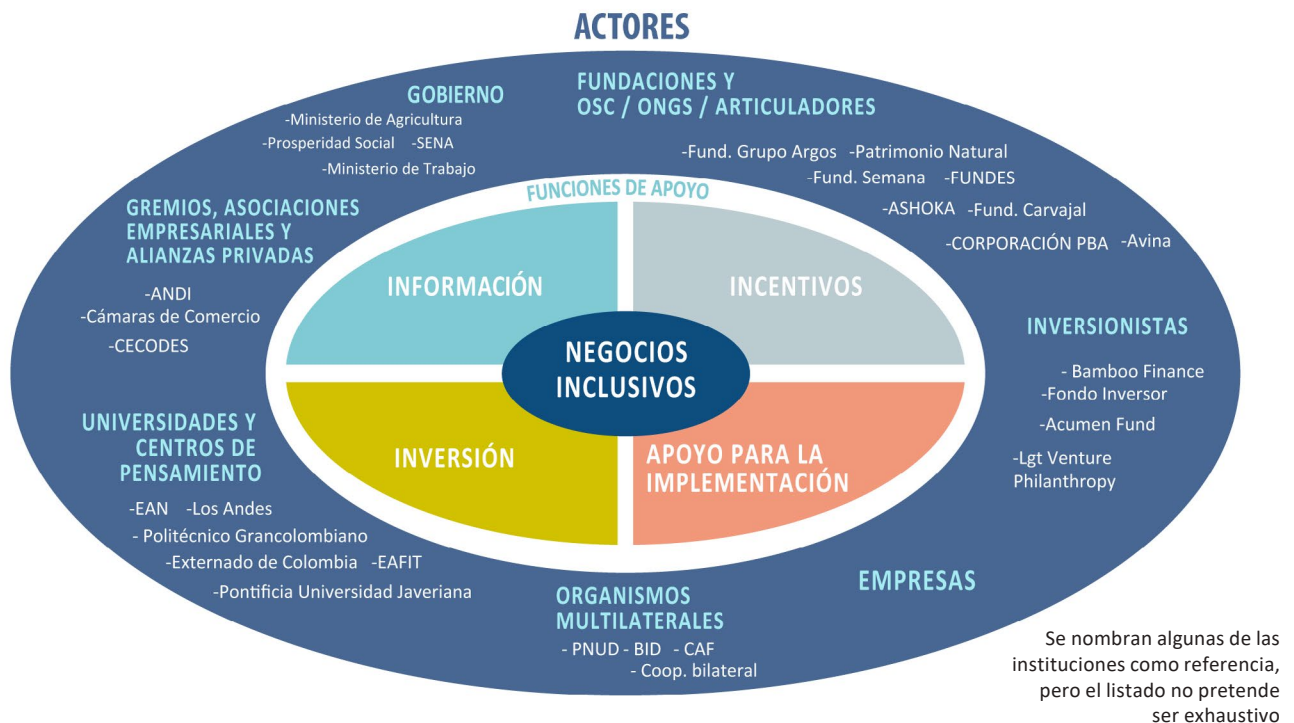 ACTORES
GOBIERNO
-Ministerio de Agricultura
-Prosperidad Social -SENA
-Ministerio de Trabajo
FUNDACIONES Y
OSC / ONGS / ARTICULADORES
-Fund. Grupo Argos -Patrimonio Natural
-Fund. Semana -FUNDES
-ASHOKA -Fund. Carvajal
-CORPORACIÓN PBA -Avina
GREMIOS, ASOCIACIONES
EMPRESARIALES Y
ALIANZAS PRIVADAS
-ANDI
-Cámaras de Comercio
-CECODES
FUNCIONES DE APOYO
INFORMACIÓN
INCENTIVOS
NEGOCIOS
INCLUSIVOS
INVERSIÓN
APOYO PARA LA
IMPLEMENTACIÓN
INVERSIONISTAS
- Bamboo Finance
-Fondo Inversor
-Acumen Fund
-Lgt Venture
Philanthropy
UNIVERSIDADES Y
CENTROS DE
PENSAMIENTO
-EAN -Los Andes
- Politécnico Grancolombiano
-Externado de Colombia -EAFIT
-Pontificia Universidad Javeriana
ORGANISMOS
MULTILATERALES
- PNUD - BID - CAF
- Coop. bilateral
EMPRESAS
Se nombran algunas de las
instituciones como referencia,
pero el listado no pretende
ser exhaustivo